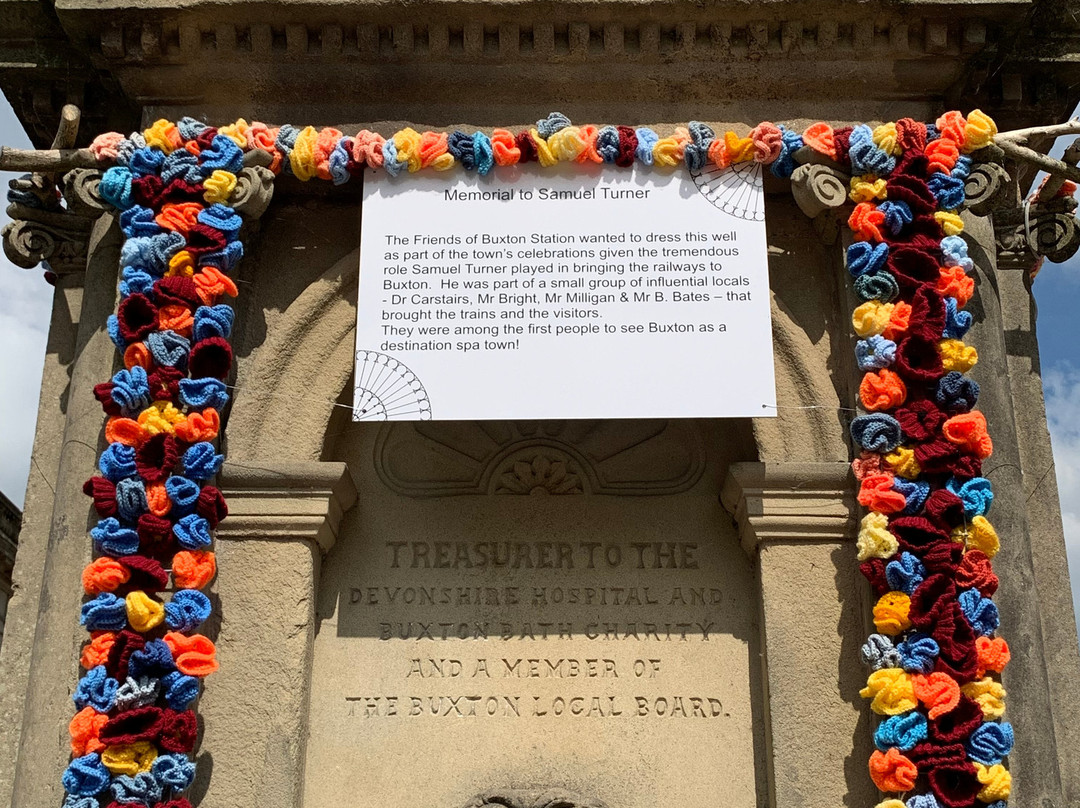 Memorial to Samuel Turner
The Friends of Buxton Station wanted to dress this well
as part of the town's celebrations given the tremendous
role Samuel Turner played in bringing the railways to
Buxton. He was part of a small group of influential locals
- Dr Carstairs, Mr Bright, Mr Milligan & Mr B. Bates – that
brought the trains and the visitors.
They were among the first people to see Buxton as a
destination spa town!
TREASURER TO THE
DEVONSHIRE HOSPITAL AND
BUXTON BATH CHARITY
AND A MEMBER OF
THE BUXTON LOCAL BOARD.